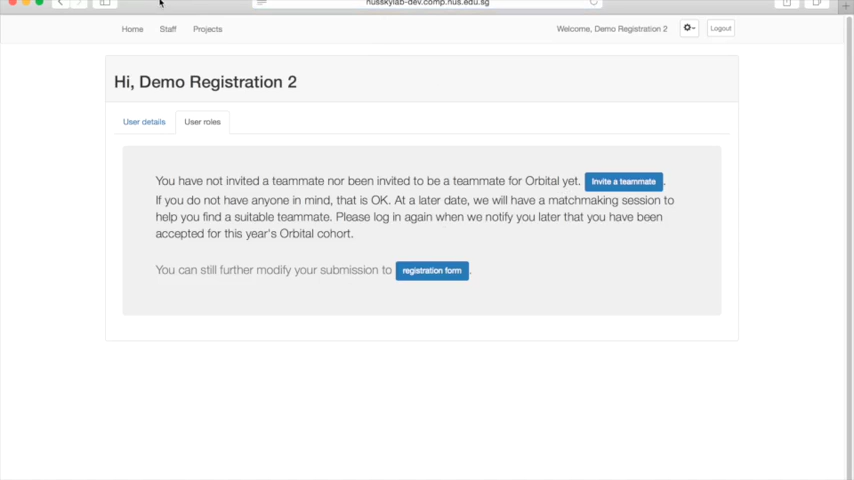 nusskylab-dev.comp.nus.edu.sg
Home Staff Projects Welcome, Demo Registration 2 Logout
Hi, Demo Registration 2
User details User roles
You have not invited a teammate nor been invited to be a teammate for Orbital yet. Invite a teammate.
If you do not have anyone in mind, that is OK. At a later date, we will have a matchmaking session to
help you find a suitable teammate. Please log in again when we notify you later that you have been
accepted for this year's Orbital cohort.
You can still further modify your submission to registration form.